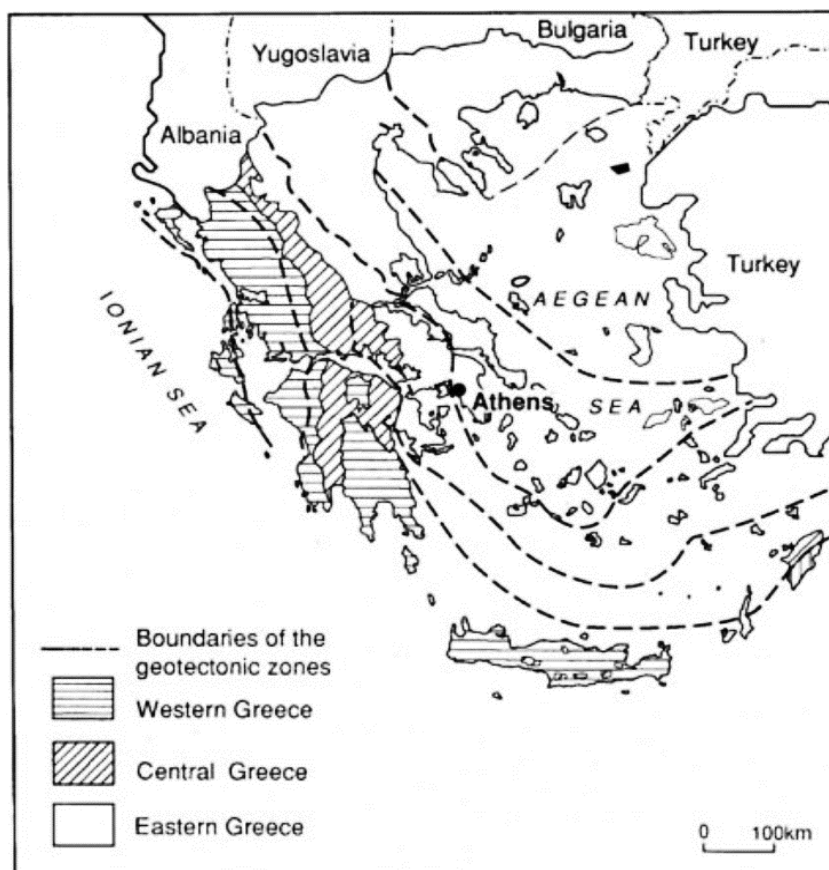 Bulgaria
Yugoslavia
Turkey
Albania
Turkey
AEGEAN
IONIAN SEA
SEA
Athens
Boundaries of the
geotectonic zones
Western Greece
Central Greece
Eastern Greece
0 100km